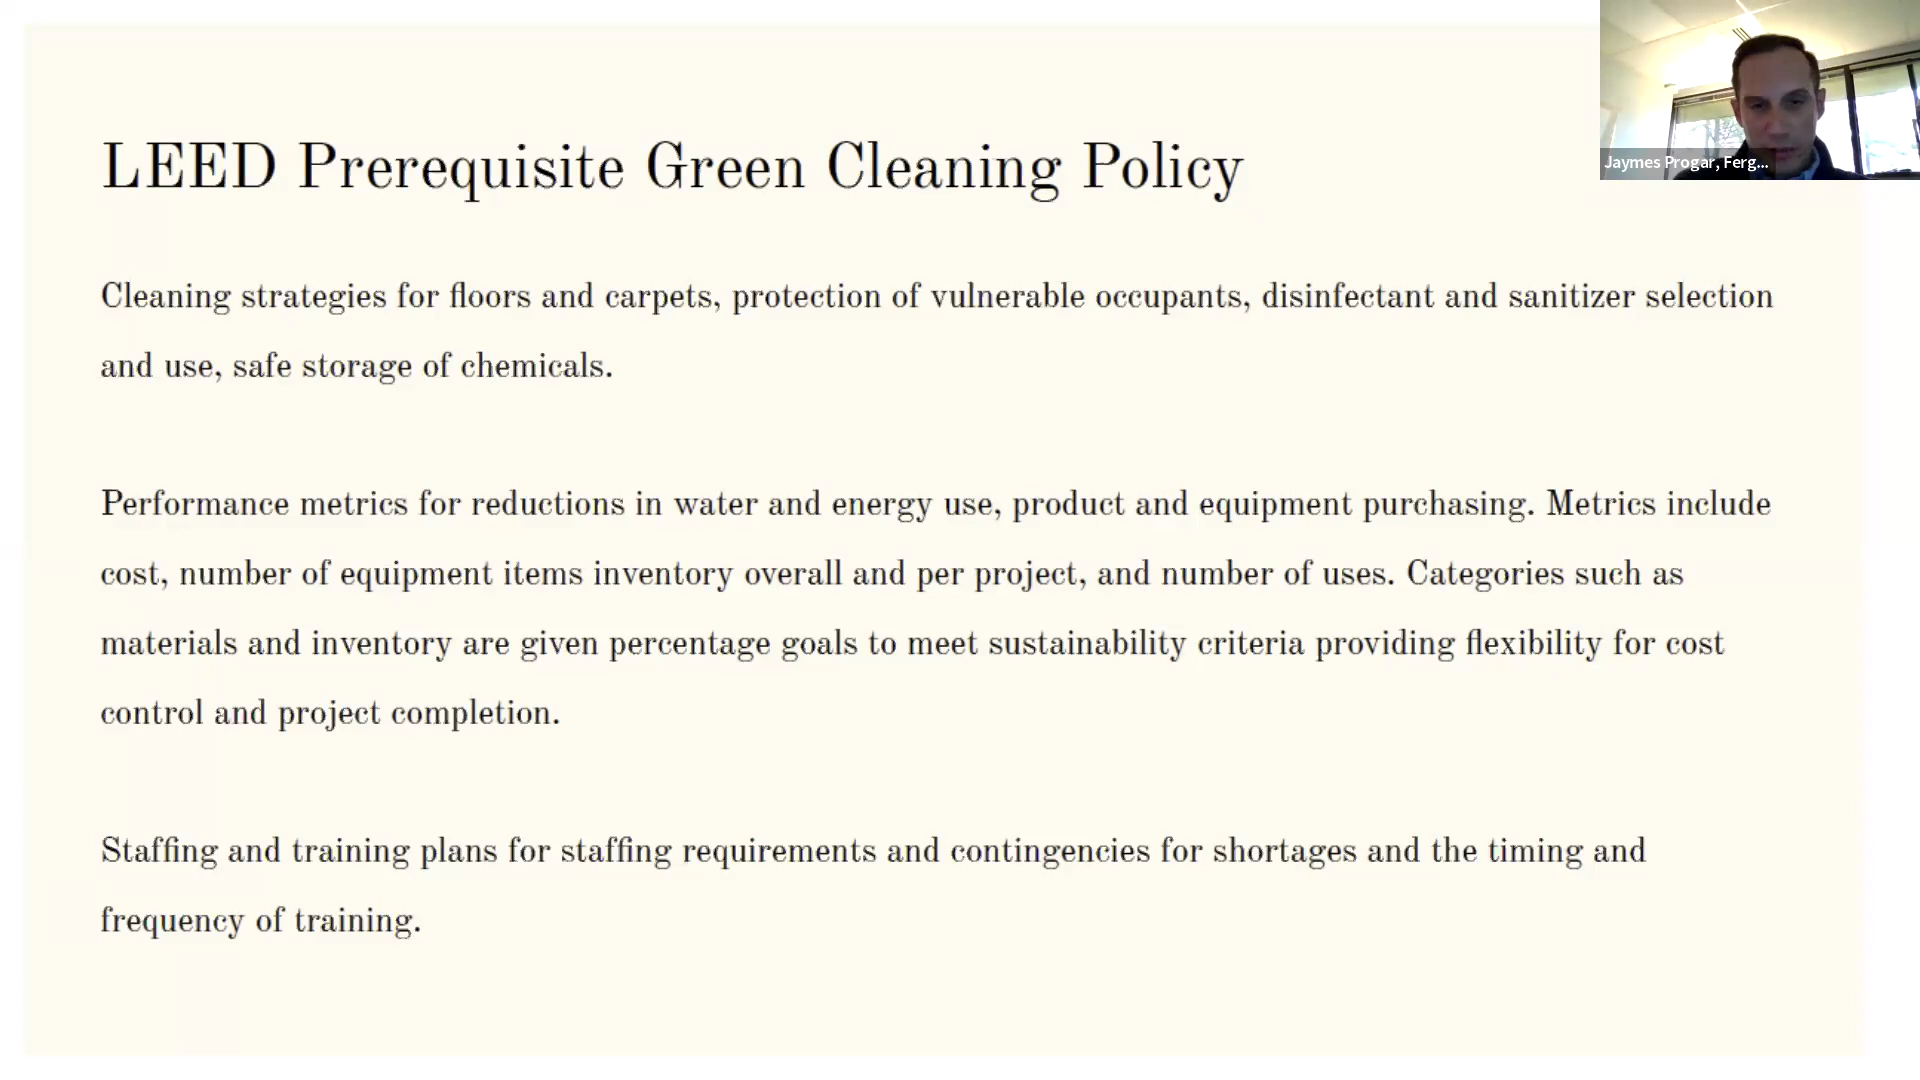 LEED Prerequisite Green Cleaning Policy
Jaymes Progar, Ferg...
Cleaning strategies for floors and carpets, protection of vulnerable occupants, disinfectant and sanitizer selection
and use, safe storage of chemicals.
Performance metrics for reductions in water and energy use, product and equipment purchasing. Metrics include
cost, number of equipment items inventory overall and per project, and number of uses. Categories such as
materials and inventory are given percentage goals to meet sustainability criteria providing flexibility for cost
control and project completion.
Staffing and training plans for staffing requirements and contingencies for shortages and the timing and
frequency of training.